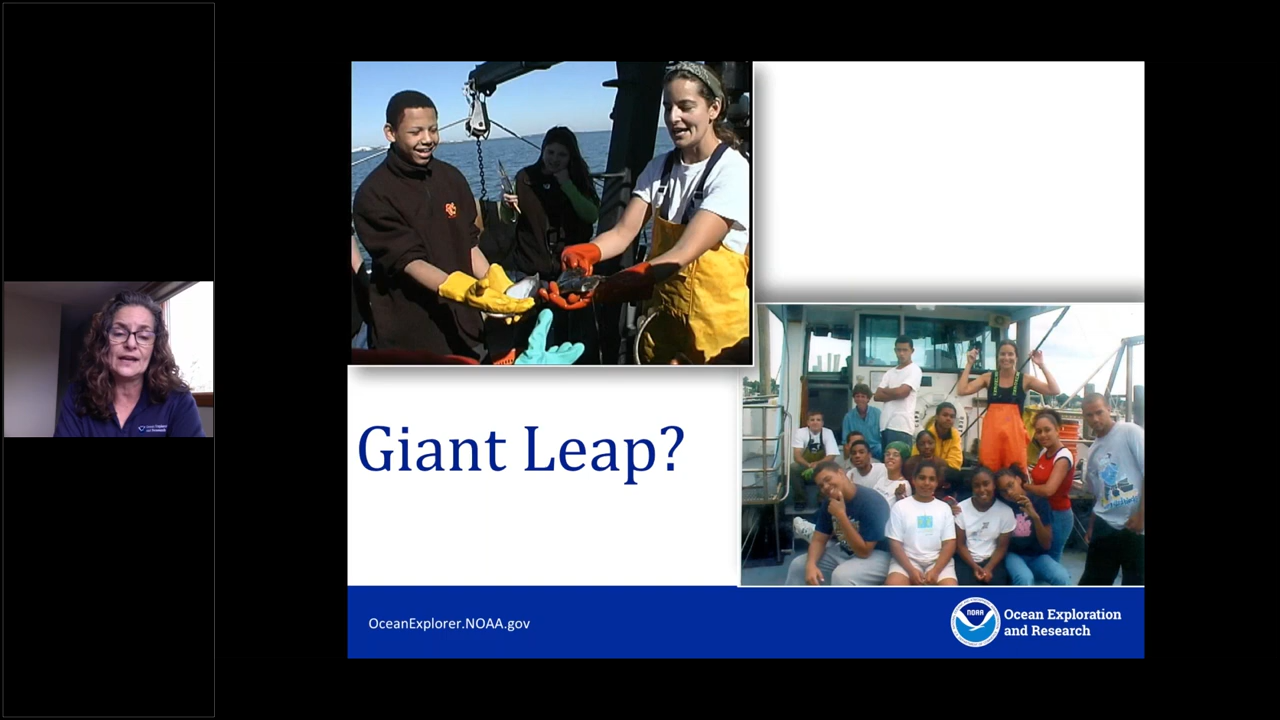 Giant Leap?
OceanExplorer.NOAA.gov
NOAA
Ocean Exploration
and Research